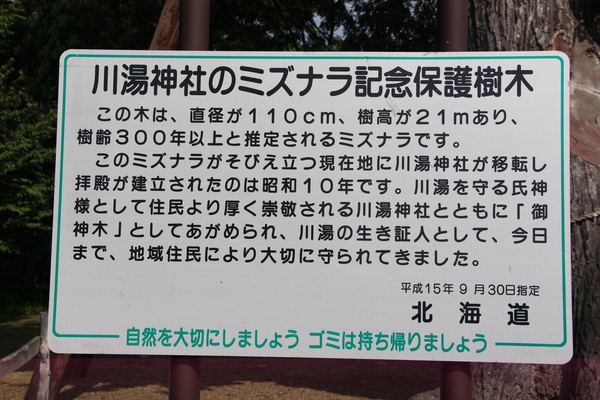 川湯神社のミズナラ記念保護樹木
この木は、直径が110cm、樹高が21mあり、
樹齢300年以上と推定されるミズナラです。
このミズナラがそびえ立つ現在地に川湯神社が移転し
拝殿が建立されたのは昭和10年です。川湯を守る氏神
様として住民より厚く崇敬される川湯神社とともに「御
神木」としてあがめられ、川湯の生き証人として、今日
まで、地域住民により大切に守られてきました。
平成15年9月30日指定
北海道
自然を大切にしましょう ゴミは持ち帰りましょう